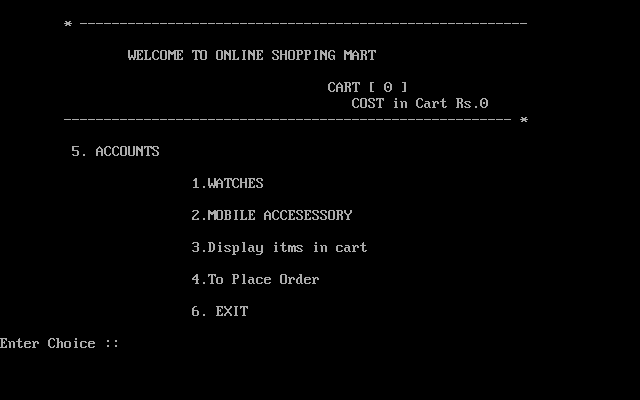 * --------------------------------------------------------
WELCOME TO ONLINE SHOPPING MART
CART [ 0 ]
COST in Cart Rs.0
-------------------------------------------------------- *
5. ACCOUNTS
1.WATCHES
2.MOBILE ACCESESSORY
3.Display itms in cart
4.To Place Order
6. EXIT
Enter Choice ::